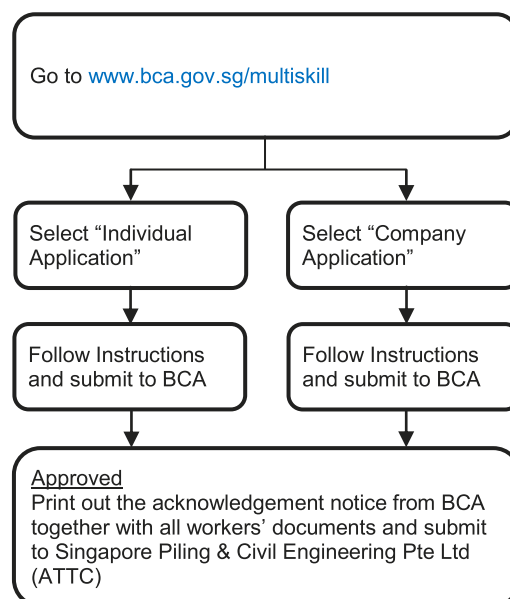 Go to www.bca.gov.sg/multiskill
Select “Individual
Application”
Select “Company
Application”
Follow Instructions
and submit to BCA
Follow Instructions
and submit to BCA
Approved
Print out the acknowledgement notice from BCA
together with all workers’ documents and submit
to Singapore Piling & Civil Engineering Pte Ltd
(ATTC)